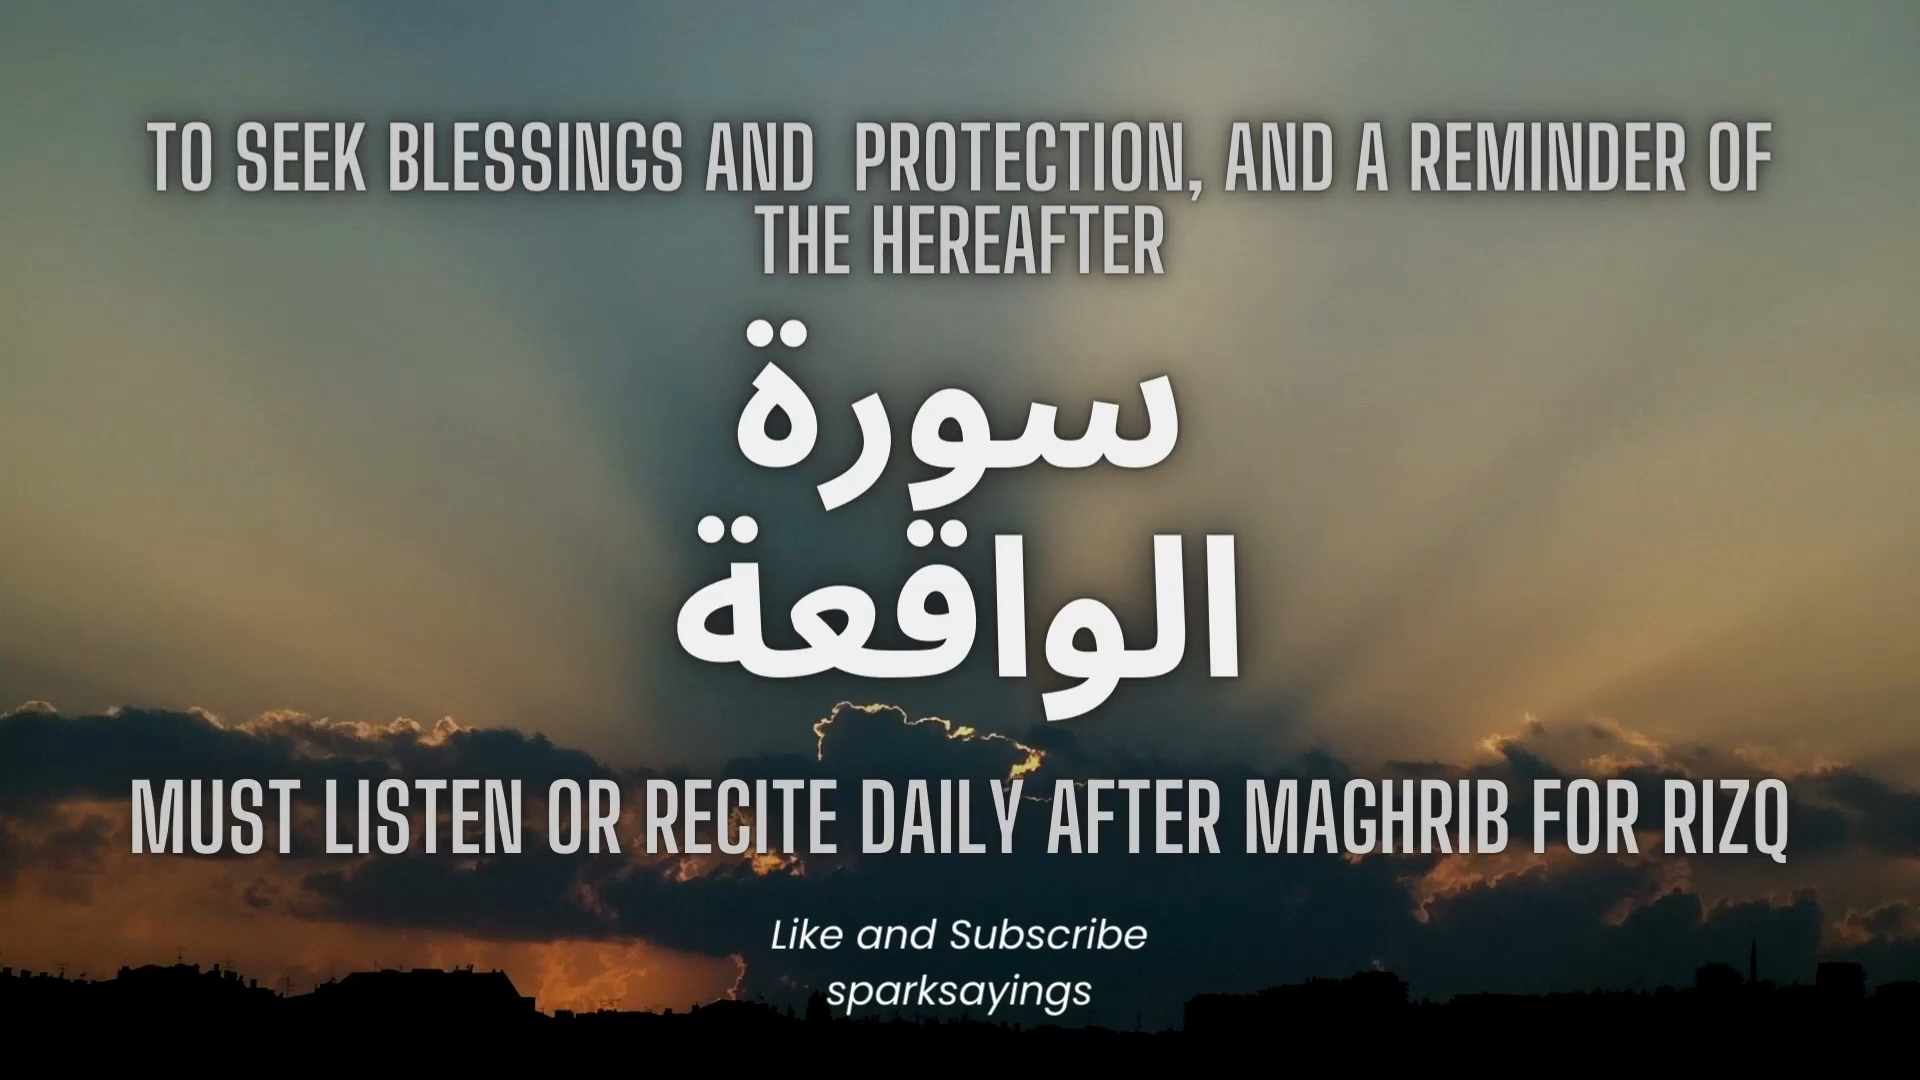 TO SEEK BLESSINGS AND PROTECTION, AND A REMINDER OF
THE HEREAFTER
سورة
الواقعة
MUST LISTEN OR RECITE DAILY AFTER MAGHRIB FOR RIZQ
Like and Subscribe
sparksayings